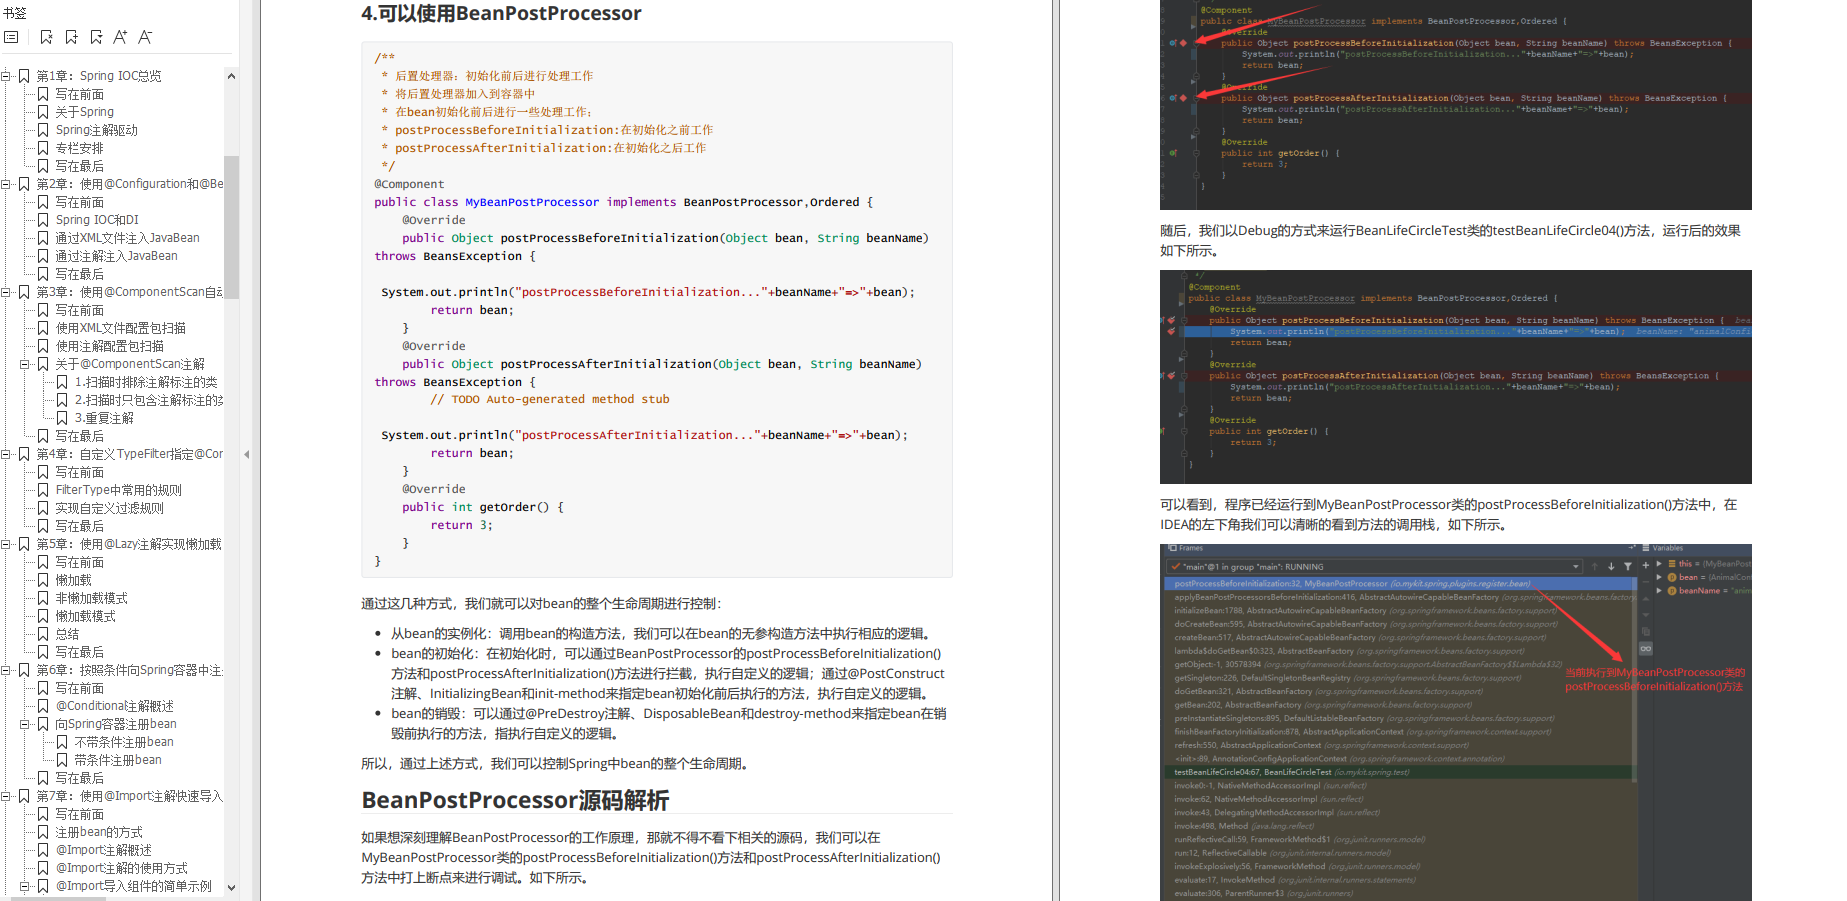 书签
第1章：Spring IOC总览
写在前面
关于Spring
Spring注解驱动
专栏安排
写在最后
第2章：使用@Configuration和@Be
写在前面
Spring IOC和DI
通过XML文件注入JavaBean
通过注解注入JavaBean
写在最后
第3章：使用@ComponentScan自动
写在前面
使用XML文件配置包扫描
使用注解配置包扫描
关于@ComponentScan注解
1.扫描时排除注解标注的类
2.扫描时只包含注解标注的类
3.重复注解
写在最后
第4章：自定义TypeFilter指定@Cor
写在前面
FilterType中常用的规则
实现自定义过滤规则
写在最后
第5章：使用@Lazy注解实现懒加载
写在前面
懒加载
非懒加载模式
懒加载模式
总结
写在最后
第6章：按照条件向Spring容器中注
写在前面
@Conditional注解概述
向Spring容器注册bean
不带条件注册bean
带条件注册bean
写在最后
第7章：使用@Import注解快速导入
写在前面
注册bean的方式
@Import注解概述
@Import注解的使用方式
@Import导入组件的简单示例
4.可以使用BeanPostProcessor
/**
* 后置处理器：初始化前后进行处理工作
* 将后置处理器加入到容器中
* 在bean初始化前后进行一些处理工作；
* postProcessBeforeInitialization:在初始化之前工作
* postProcessAfterInitialization:在初始化之后工作
*/
@Component
public class MyBeanPostProcessor implements BeanPostProcessor,Ordered {
@Override
public Object postProcessBeforeInitialization(Object bean, String beanName)
throws BeansException {
System.out.println("postProcessBeforeInitialization..."+beanName+"=>"+bean);
return bean;
}
@Override
public Object postProcessAfterInitialization(Object bean, String beanName)
throws BeansException {
// TODO Auto-generated method stub
System.out.println("postProcessAfterInitialization..."+beanName+"=>"+bean);
return bean;
}
@Override
public int getOrder() {
return 3;
}
}
通过这几种方式，我们就可以对bean的整个生命周期进行控制：
• 从bean的实例化：调用bean的构造方法，我们可以在bean的无参构造方法中执行相应的逻辑。
• bean的初始化：在初始化时，可以通过BeanPostProcessor的postProcessBeforeInitialization()
方法和postProcessAfterInitialization()方法进行拦截，执行自定义的逻辑；通过@PostConstruct
注解、InitializingBean和init-method来指定bean初始化前后执行的方法，执行自定义的逻辑。
• bean的销毁：可以通过@PreDestroy注解、DisposableBean和destroy-method来指定bean在销
毁前执行的方法，指执行自定义的逻辑。
所以，通过上述方式，我们可以控制Spring中bean的整个生命周期。
BeanPostProcessor源码解析
如果想深刻理解BeanPostProcessor的工作原理，那就不得不看下相关的源码，我们可以在
MyBeanPostProcessor类的postProcessBeforeInitialization()方法和postProcessAfterInitialization()
方法中打上断点来进行调试。如下所示。
@Component
public class MyBeanPostProcessor implements BeanPostProcessor,Ordered {
@Override
public Object postProcessBeforeInitialization(Object bean, String beanName) throws BeansException {
System.out.println("postProcessBeforeInitialization..."+beanName+"=>"+bean);
return bean;
}
@Override
public Object postProcessAfterInitialization(Object bean, String beanName) throws BeansException {
System.out.println("postProcessAfterInitialization..."+beanName+"=>"+bean);
return bean;
}
@Override
public int getOrder() {
return 3;
}
}
随后，我们以Debug的方式来运行BeanLifeCircleTest类的testBeanLifeCircle04()方法，运行后的效果
如下所示。
*/
@Component
public class MyBeanPostProcessor implements BeanPostProcessor,Ordered {
@Override
public Object postProcessBeforeInitialization(Object bean, String beanName) throws BeansException { bea
System.out.println("postProcessBeforeInitialization..."+beanName+"=>"+bean); beanName: "animalConfi
return bean;
}
@Override
public Object postProcessAfterInitialization(Object bean, String beanName) throws BeansException {
System.out.println("postProcessAfterInitialization..."+beanName+"=>"+bean);
return bean;
}
@Override
public int getOrder() {
return 3;
}
}
可以看到，程序已经运行到MyBeanPostProcessor类的postProcessBeforeInitialization()方法中，在
IDEA的左下角我们可以清晰的看到方法的调用栈，如下所示。
Frames
Variables
"main"@1 in group "main": RUNNING
this = {MyBeanPost
bean = {AnimalCon
beanName = "anim
postProcessBeforeInitialization:32, MyBeanPostProcessor (io.mykit.spring.plugins.register.bean)
applyBeanPostProcessorsBeforeInitialization:416, AbstractAutowireCapableBeanFactory (org.springframework.beans.factory
initializeBean:1788, AbstractAutowireCapableBeanFactory (org.springframework.beans.factory.support)
doCreateBean:595, AbstractAutowireCapableBeanFactory (org.springframework.beans.factory.support)
createBean:517, AbstractAutowireCapableBeanFactory (org.springframework.beans.factory.support)
lambda$doGetBean$0:323, AbstractBeanFactory (org.springframework.beans.factory.support)
getObject:-1, 30578394 (org.springframework.beans.factory.support.AbstractBeanFactory$$Lambda$32)
getSingleton:226, DefaultSingletonBeanRegistry (org.springframework.beans.factory.support)
doGetBean:321, AbstractBeanFactory (org.springframework.beans.factory.support)
getBean:202, AbstractBeanFactory (org.springframework.beans.factory.support)
preInstantiateSingletons:895, DefaultListableBeanFactory (org.springframework.beans.factory.support)
finishBeanFactoryInitialization:878, AbstractApplicationContext (org.springframework.context.support)
refresh:550, AbstractApplicationContext (org.springframework.context.support)
<init>:89, AnnotationConfigApplicationContext (org.springframework.context.annotation)
testBeanLifeCircle04:67, BeanLifeCircleTest (io.mykit.spring.test)
invoke0:-1, NativeMethodAccessorImpl (sun.reflect)
invoke:62, NativeMethodAccessorImpl (sun.reflect)
invoke:43, DelegatingMethodAccessorImpl (sun.reflect)
invoke:498, Method (java.lang.reflect)
runReflectiveCall:59, FrameworkMethod$1 (org.junit.runners.model)
run:12, ReflectiveCallable (org.junit.internal.runners.model)
invokeExplosively:56, FrameworkMethod (org.junit.runners.model)
evaluate:17, InvokeMethod (org.junit.internal.runners.statements)
evaluate:306, ParentRunner$3 (org.junit.runners)
当前执行到MyBeanPostProcessor类的
postProcessBeforeInitialization()方法